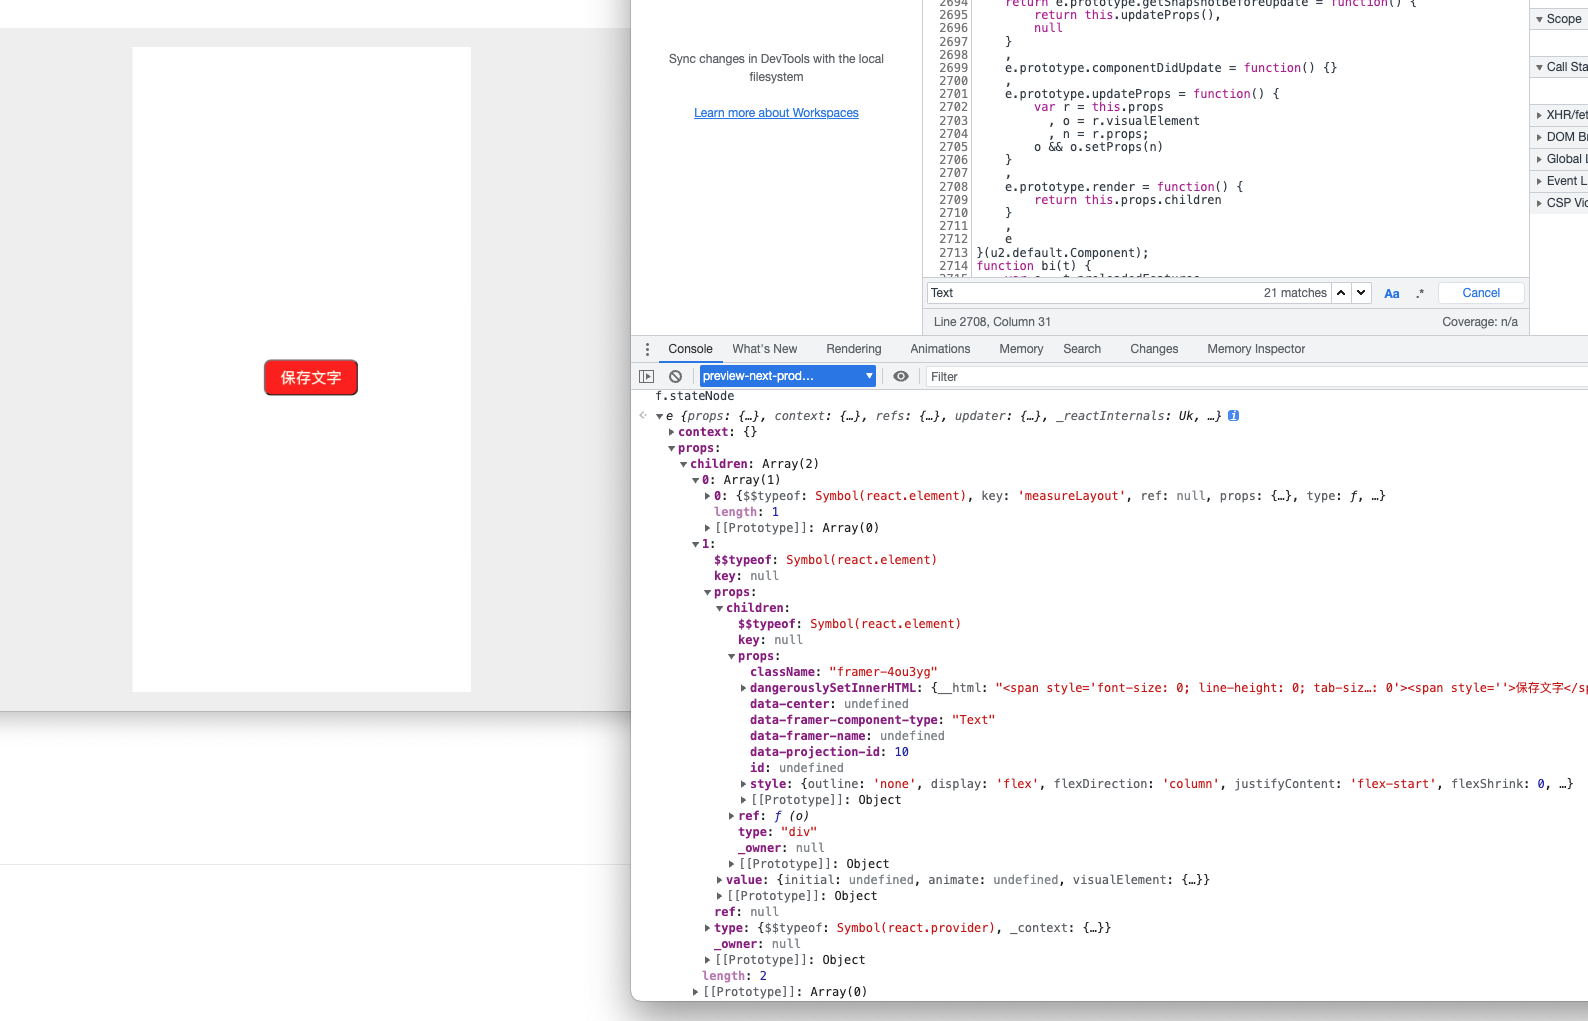 保存文字
Sync changes in DevTools with the local
filesystem
Learn more about Workspaces
2694 return e.prototype.getSnapshotBeforeUpdate = function() {
2695 return this.updateProps(),
2696 null
2697 }
2698 ,
2699 e.prototype.componentDidUpdate = function() {}
2700 ,
2701 e.prototype.updateProps = function() {
2702 var r = this.props
2703 , o = r.visualElement
2704 , n = r.props;
2705 o && o.setProps(n)
2706 }
2707 ,
2708 e.prototype.render = function() {
2709 return this.props.children
2710 }
2711 ,
2712 e
2713 }(u2.default.Component);
2714 function bi(t) {
Scope
Call Sta
XHR/fet
DOM Br
Global L
Event L
CSP Vio
Text 21 matches Aa .* Cancel
Line 2708, Column 31 Coverage: n/a
Console What's New Rendering Animations Memory Search Changes Memory Inspector
preview-next-prod... Filter
f.stateNode
e {props: {…}, context: {…}, refs: {…}, updater: {…}, _reactInternals: Uk, …} i
context: {}
props:
children: Array(2)
0: Array(1)
0: {$$typeof: Symbol(react.element), key: 'measureLayout', ref: null, props: {…}, type: ƒ, …}
length: 1
[[Prototype]]: Array(0)
1:
$$typeof: Symbol(react.element)
key: null
props:
children:
$$typeof: Symbol(react.element)
key: null
props:
className: "framer-4ou3yg"
dangerouslySetInnerHTML: {__html: "<span style='font-size: 0; line-height: 0; tab-siz…: 0'><span style=''>保存文字</sp
data-center: undefined
data-framer-component-type: "Text"
data-framer-name: undefined
data-projection-id: 10
id: undefined
style: {outline: 'none', display: 'flex', flexDirection: 'column', justifyContent: 'flex-start', flexShrink: 0, …}
[[Prototype]]: Object
ref: ƒ (o)
type: "div"
_owner: null
[[Prototype]]: Object
value: {initial: undefined, animate: undefined, visualElement: {…}}
[[Prototype]]: Object
ref: null
type: {$$typeof: Symbol(react.provider), _context: {…}}
_owner: null
[[Prototype]]: Object
length: 2
[[Prototype]]: Array(0)